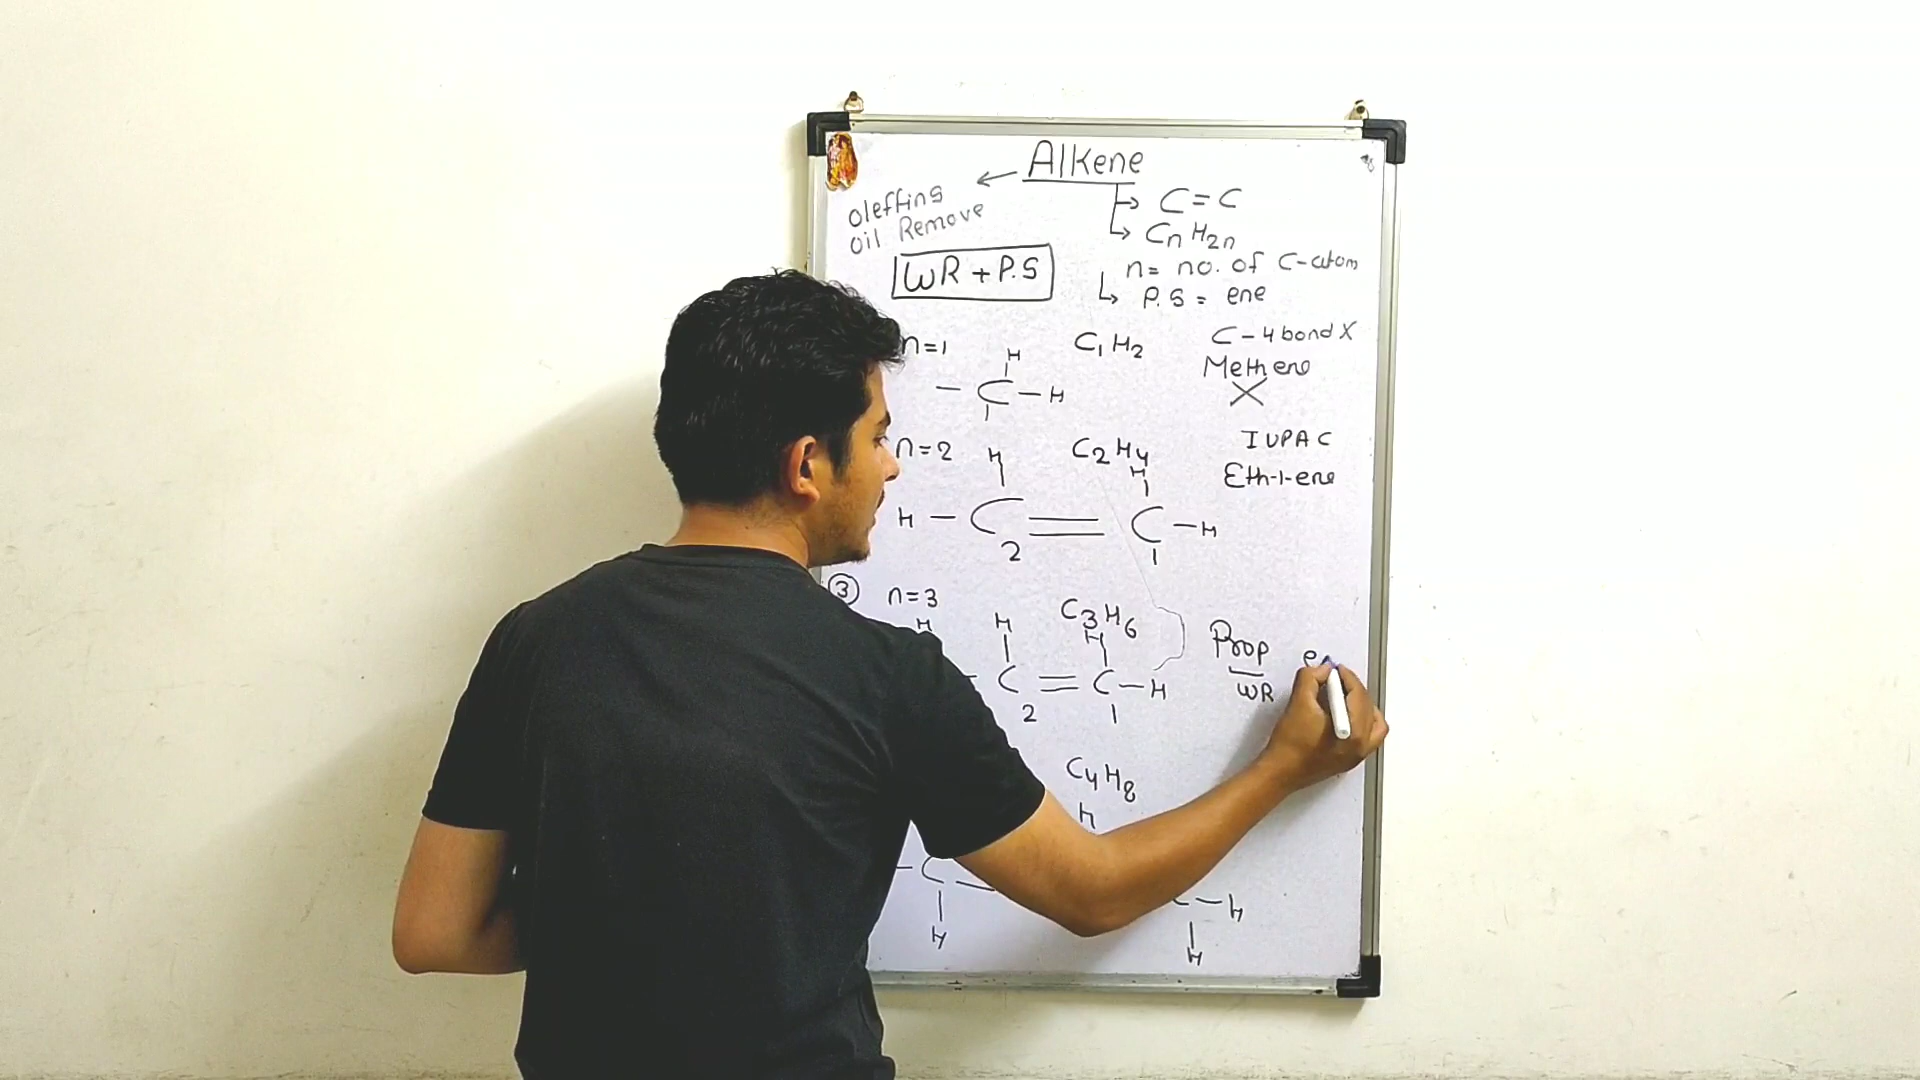 Alkene
Oleffins
oil Remove
C=C
CnH2n
n= no. of C-atom
P.S = ene
WR + P.S
n=1
C1H2
C - 4 bond X
Methene
X
H
- C - H
n=2
C2H4
IUPAC
Eth-1-ene
H
H
H - C = C - H
2
1
3
n=3
C3H6
H
H
H
C = C - H
2
1
Prop
WR
C4H8
H
C
C - H
H
H